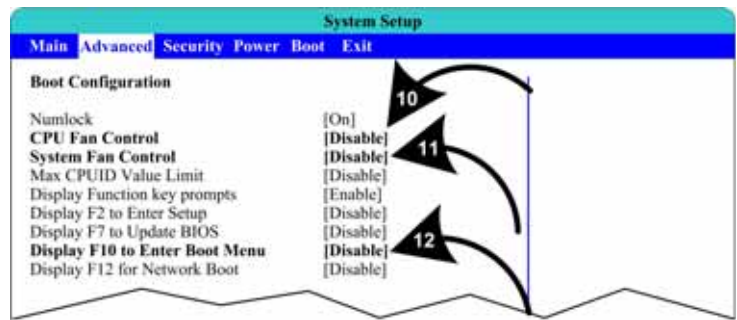 System Setup
Main Advanced Security Power Boot Exit
Boot Configuration
Numlock [On]
CPU Fan Control [Disable]
System Fan Control [Disable]
Max CPUID Value Limit [Disable]
Display Function key prompts [Enable]
Display F2 to Enter Setup [Disable]
Display F7 to Update BIOS [Disable]
Display F10 to Enter Boot Menu [Disable]
Display F12 for Network Boot [Disable]
10
11
12